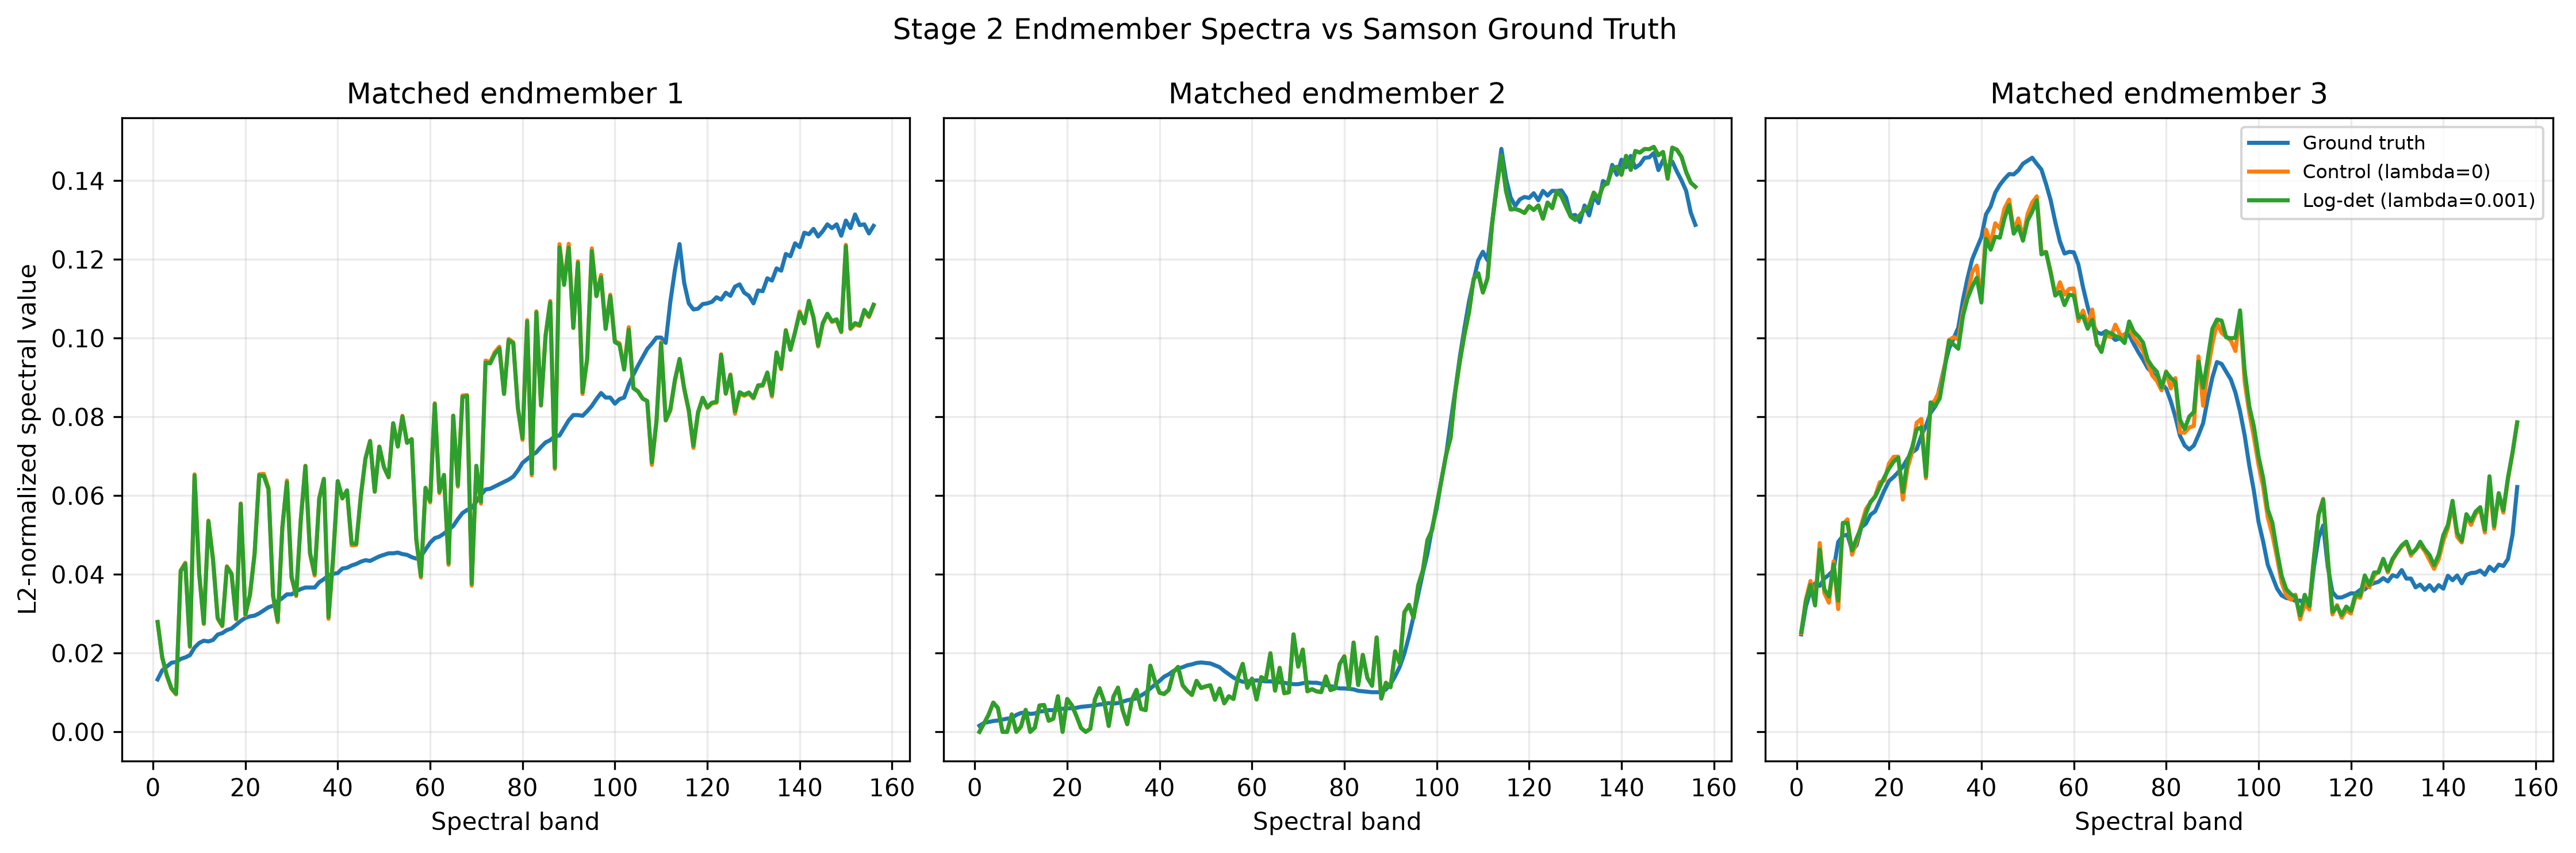 Stage 2 Endmember Spectra vs Samson Ground Truth
Matched endmember 1
Matched endmember 2
Matched endmember 3
Ground truth
Control (lambda=0)
Log-det (lambda=0.001)
L2-normalized spectral value
0.14
0.12
0.10
0.08
0.06
0.04
0.02
0.00
0 20 40 60 80 100 120 140 160
0 20 40 60 80 100 120 140 160
0 20 40 60 80 100 120 140 160
Spectral band
Spectral band
Spectral band